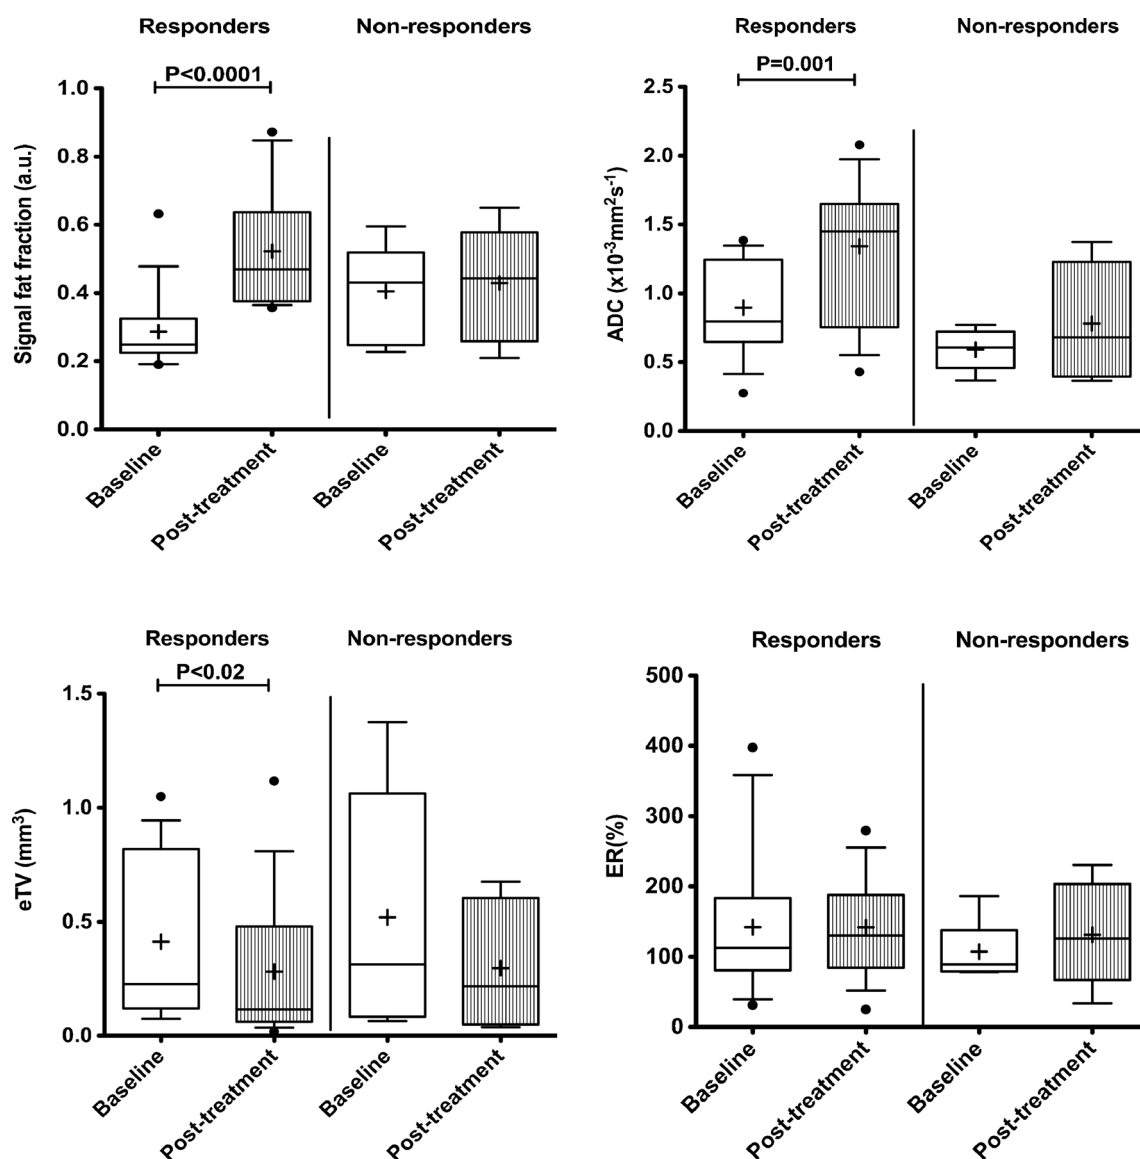 Responders Non-responders
P<0.0001
Signal fat fraction (a.u.)
1.0
0.8
0.6
0.4
0.2
0.0
Baseline
Post-treatment
Baseline
Post-treatment
Responders Non-responders
P=0.001
ADC (x10⁻³mm²s⁻¹)
2.5
2.0
1.5
1.0
0.5
0.0
Baseline
Post-treatment
Baseline
Post-treatment
Responders Non-responders
P<0.02
eTV (mm³)
1.5
1.0
0.5
0.0
Baseline
Post-treatment
Baseline
Post-treatment
Responders Non-responders
ER(%)
500
400
300
200
100
0
Baseline
Post-treatment
Baseline
Post-treatment